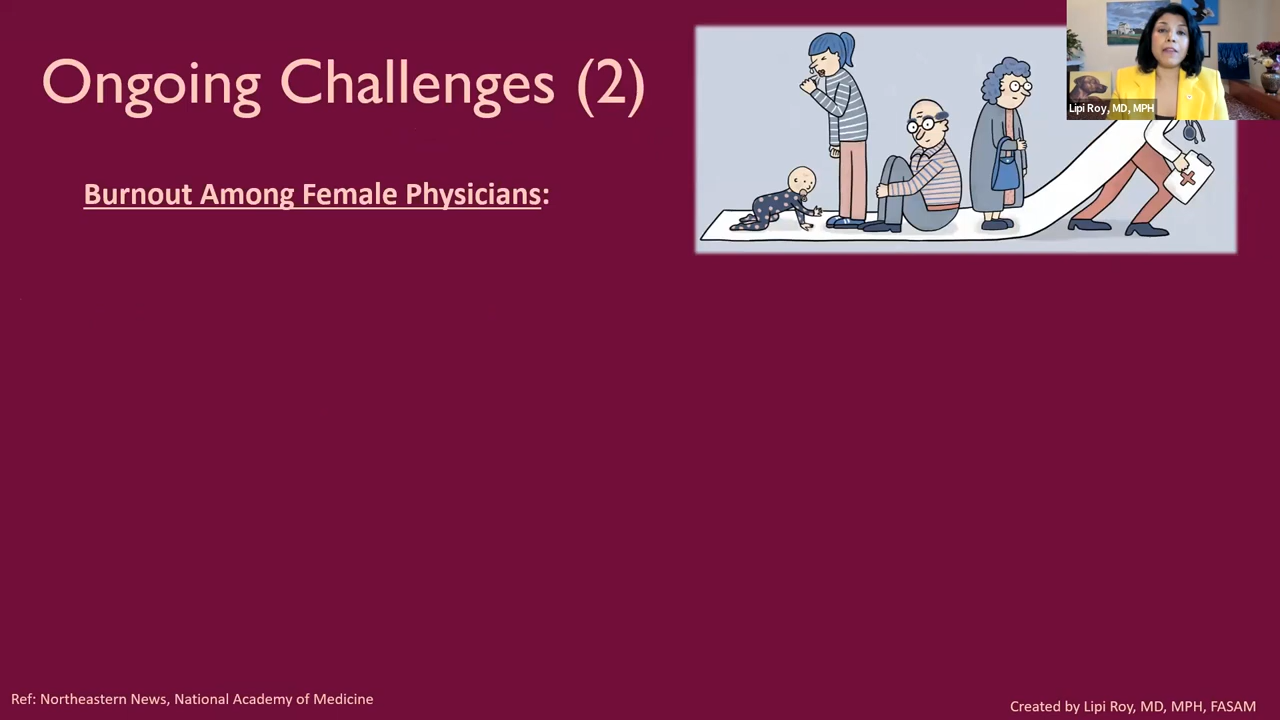 Ongoing Challenges (2)
Lipi Roy, MD, MPH
Burnout Among Female Physicians:
Ref: Northeastern News, National Academy of Medicine
Created by Lipi Roy, MD, MPH, FASAM